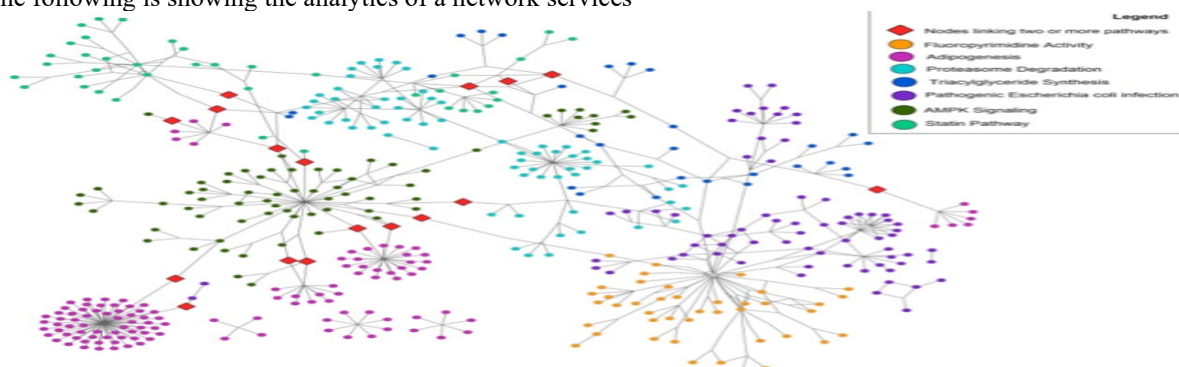 The following is showing the analytics of a network services
Legend
Nodes linking two or more pathways
Fluoropyrimidine Activity
Adipogenesis
Proteasome Degradation
Triacylglyceride Synthesis
Pathogenic Escherichia coli infection
AMPK Signaling
Statin Pathway